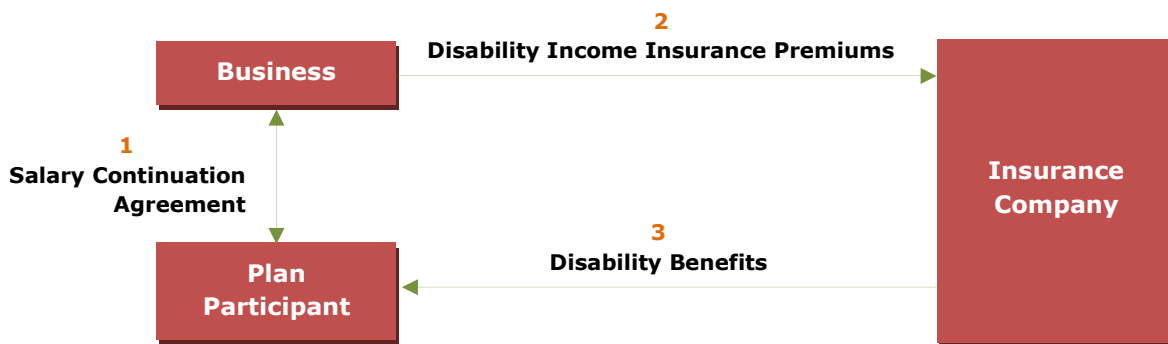 2
Disability Income Insurance Premiums
Business
1
Salary Continuation
Agreement
Insurance
Company
3
Disability Benefits
Plan
Participant